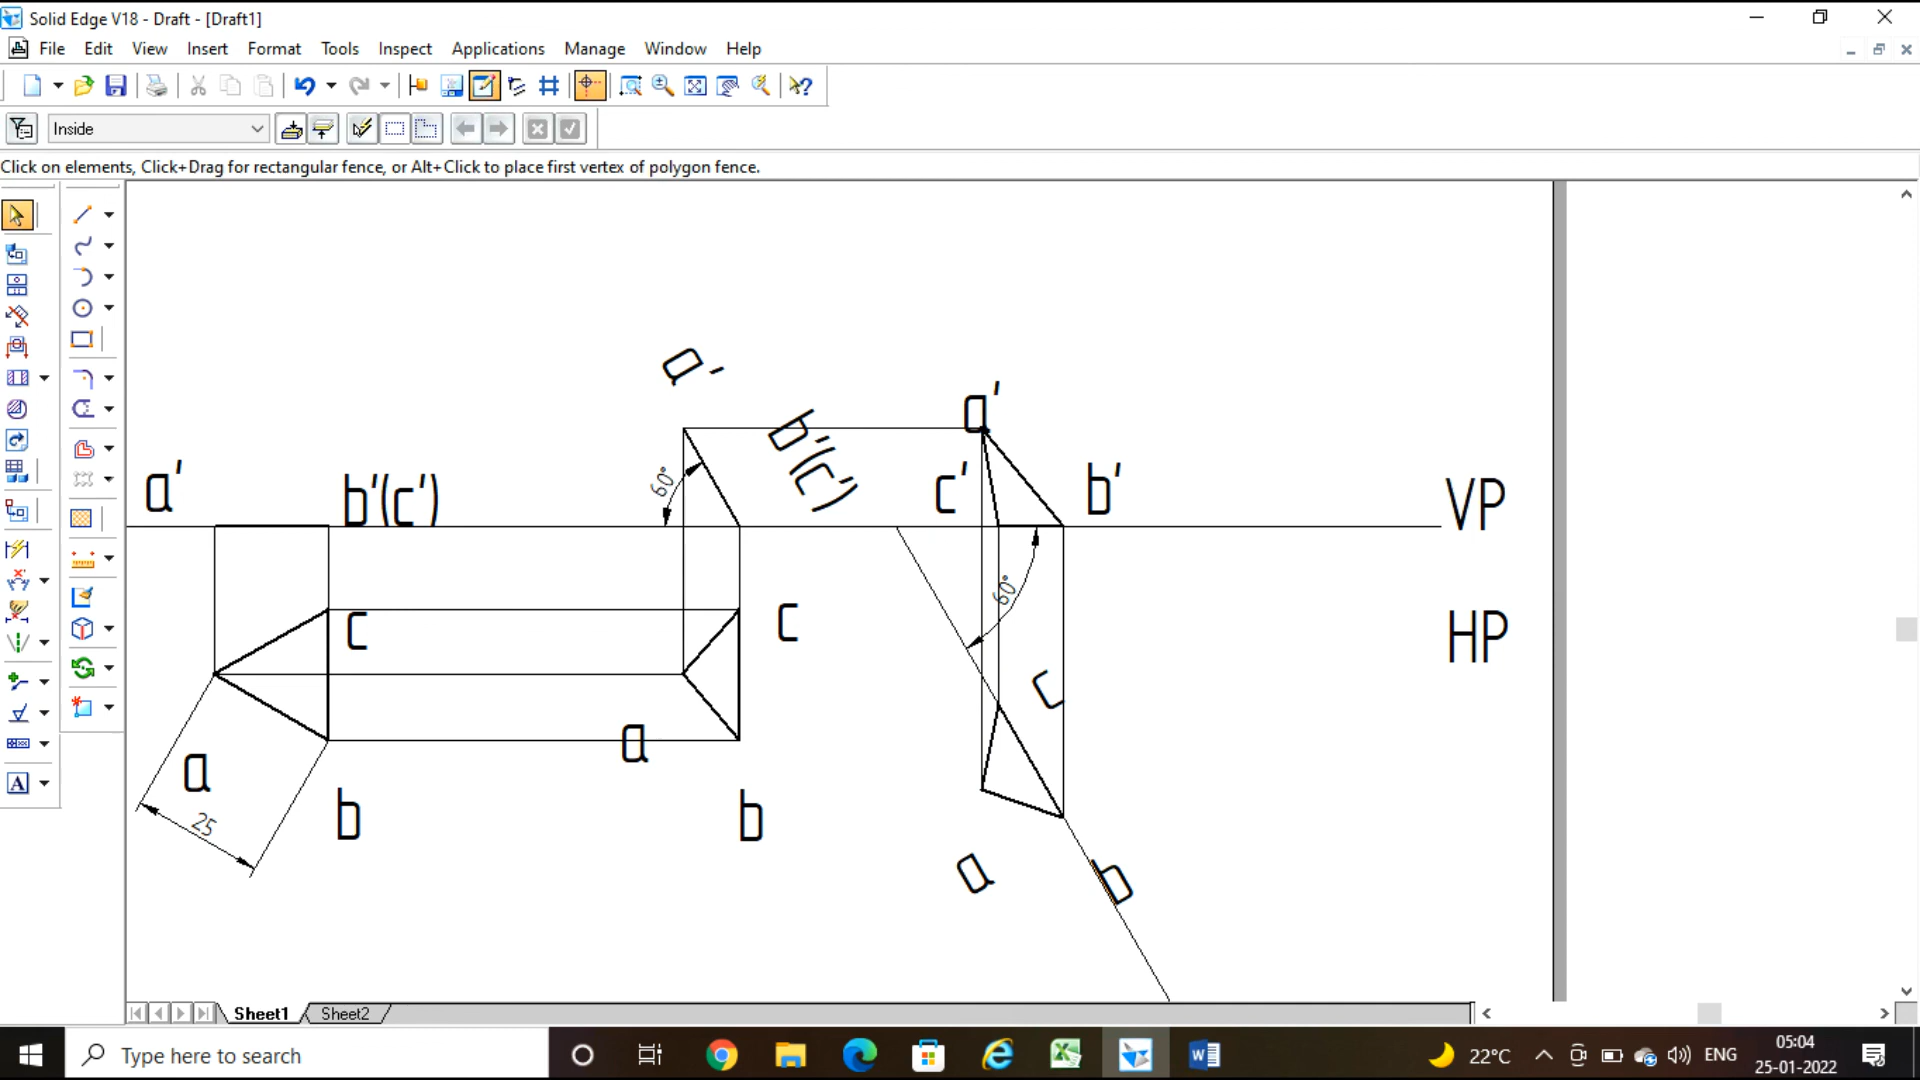 Solid Edge V18 - Draft - [Draft1]
File Edit View Insert Format Tools Inspect Applications Manage Window Help
Inside
Click on elements, Click+Drag for rectangular fence, or Alt+Click to place first vertex of polygon fence.
a'
a'
b'(c')
a'
b'(c')
60°
c'
b'
VP
c
c
60°
HP
c
a
a
25
b
b
a
b
A
Sheet1 Sheet2
Type here to search
22°C
ENG
05:04
25-01-2022